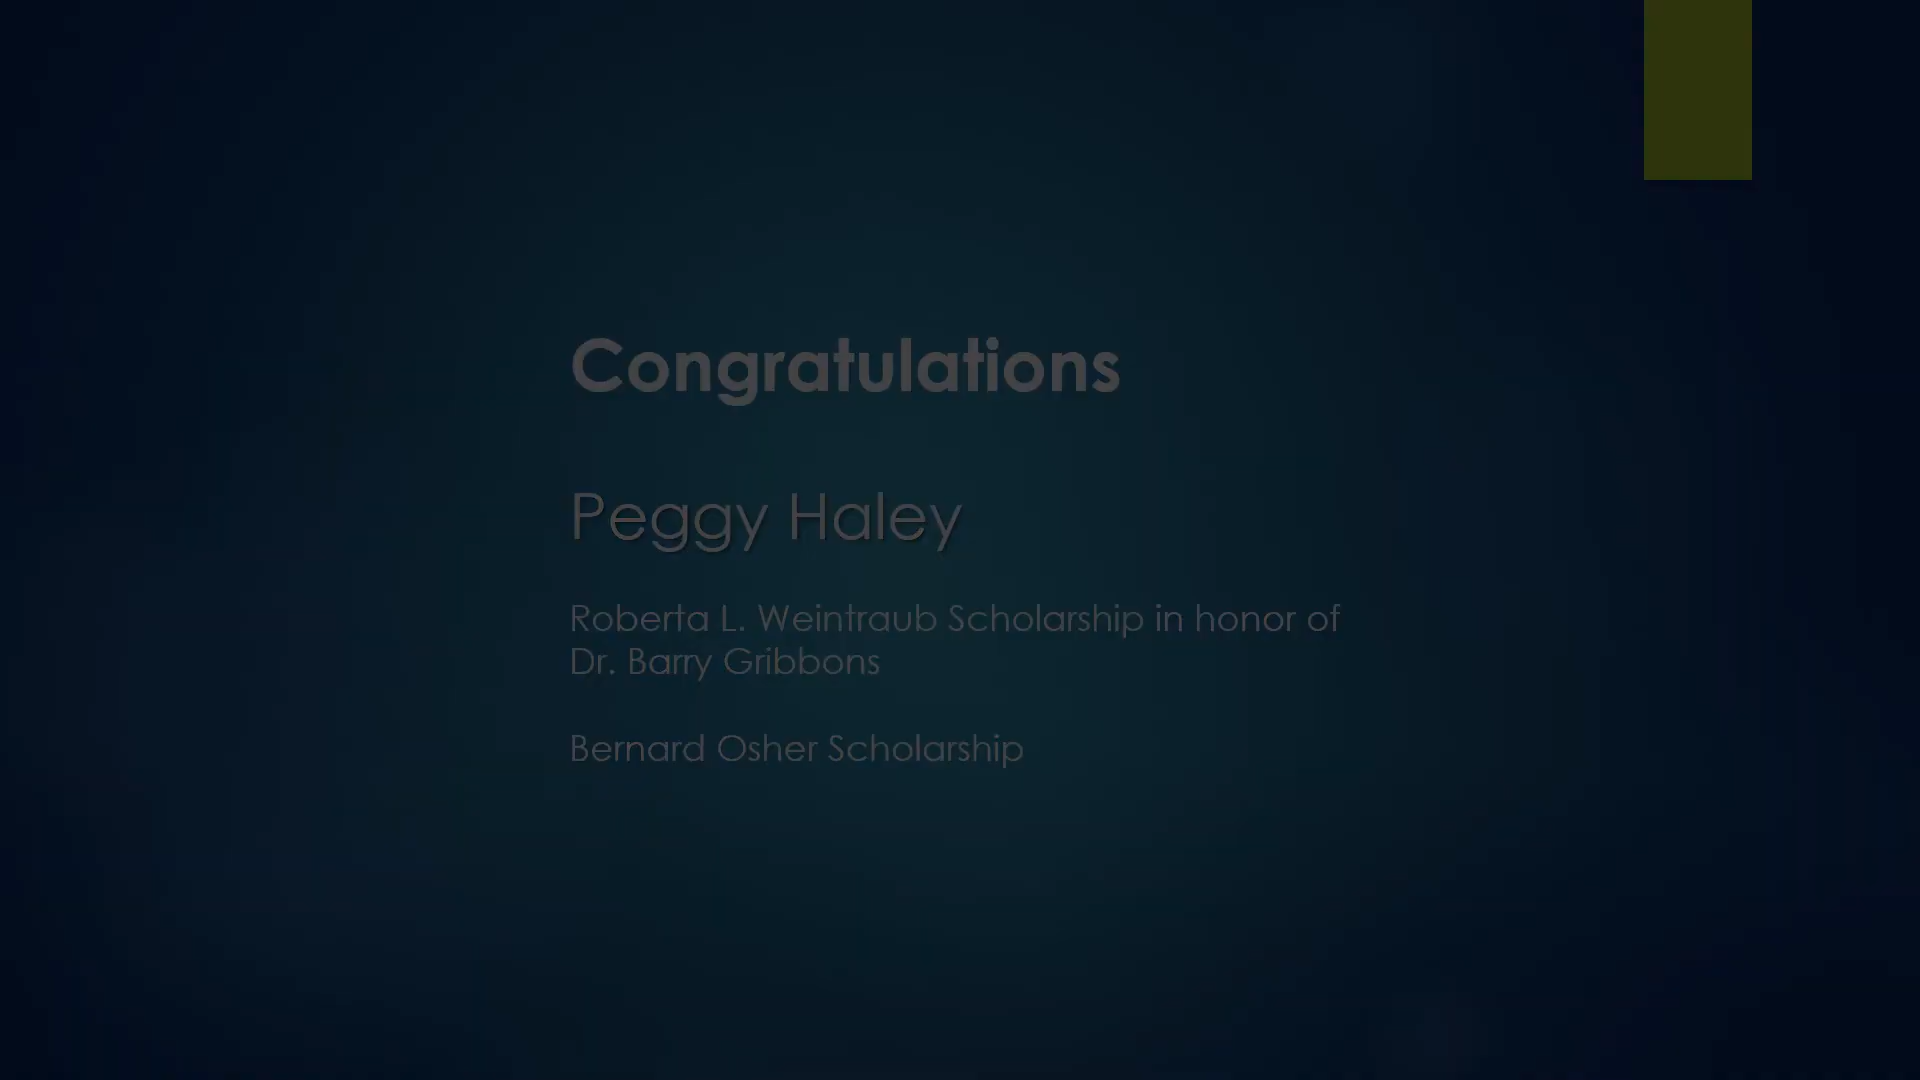 Congratulations
Peggy Haley
Roberta L. Weintraub Scholarship in honor of
Dr. Barry Gribbons
Bernard Osher Scholarship